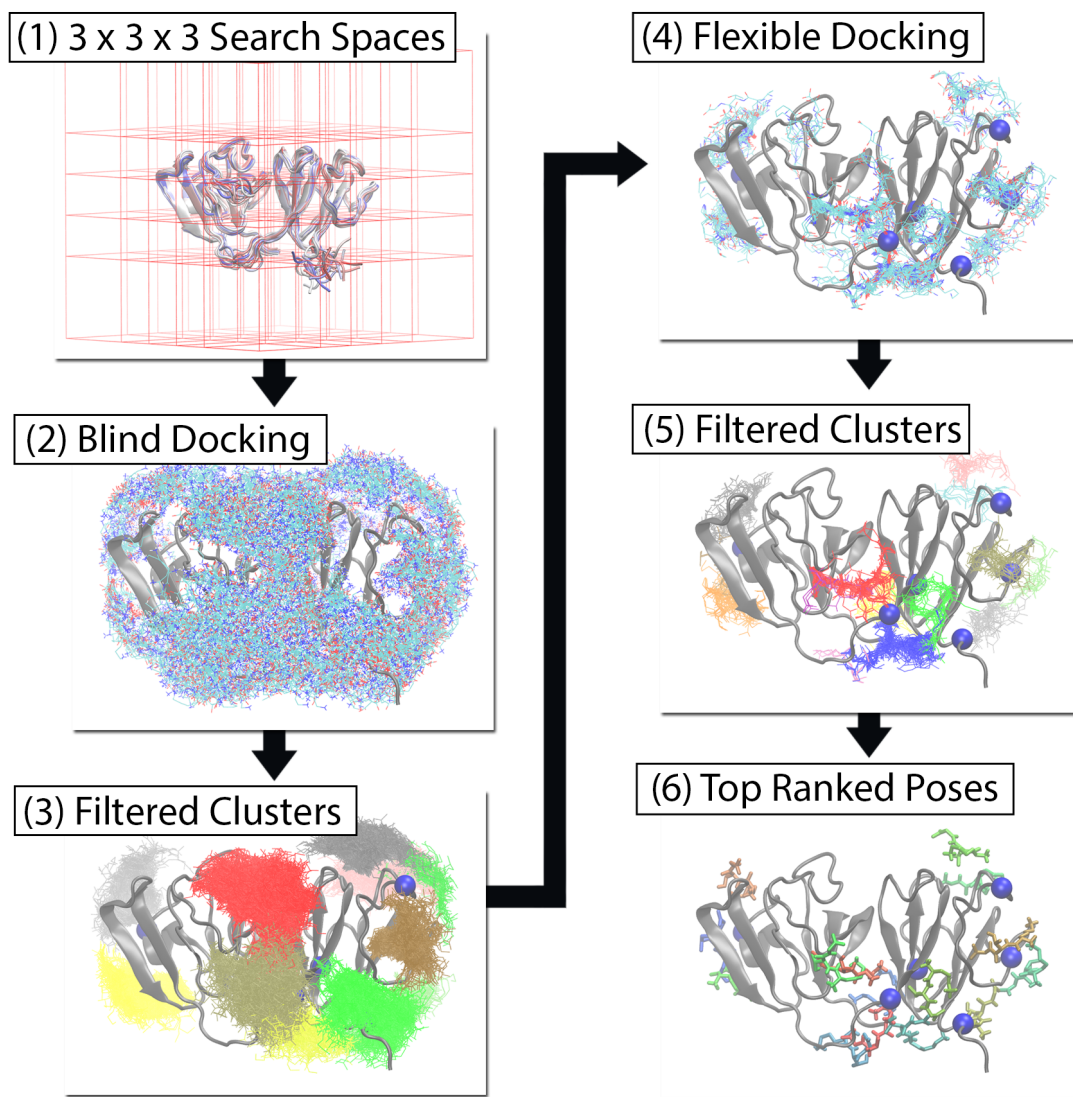 (1) 3 x 3 x 3 Search Spaces
(2) Blind Docking
(3) Filtered Clusters
(4) Flexible Docking
(5) Filtered Clusters
(6) Top Ranked Poses